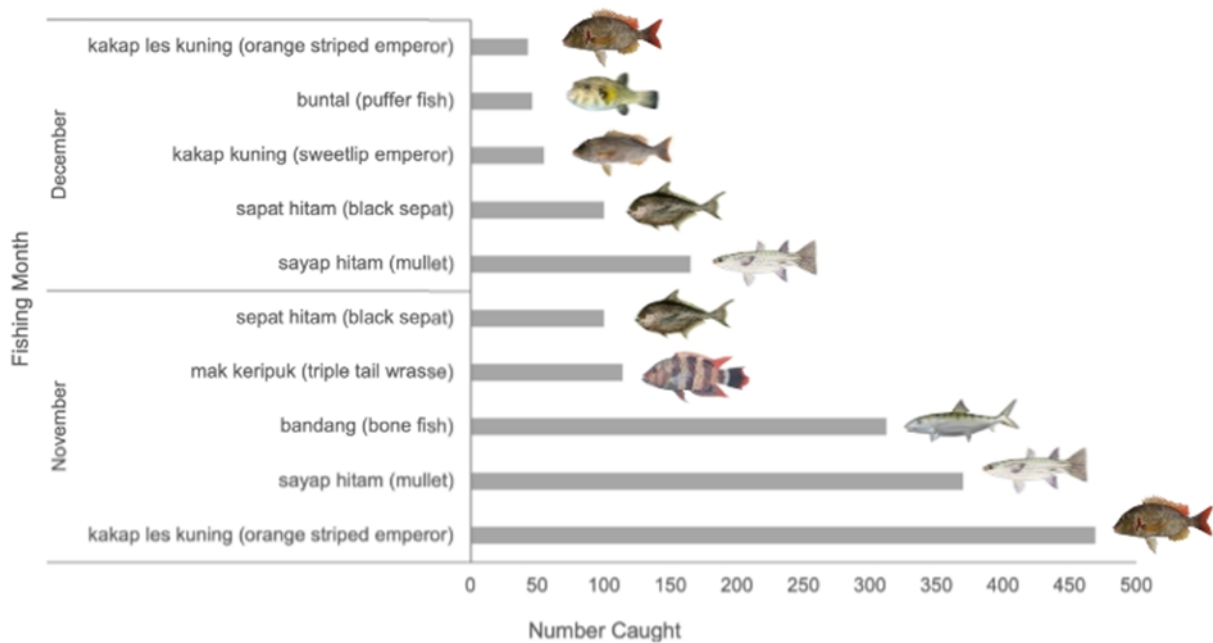 Fishing Month
December
kakap les kuning (orange striped emperor)
buntal (puffer fish)
kakap kuning (sweetlip emperor)
sapat hitam (black sepat)
sayap hitam (mullet)
November
sepat hitam (black sepat)
mak keripuk (triple tail wrasse)
bandang (bone fish)
sayap hitam (mullet)
kakap les kuning (orange striped emperor)
0 50 100 150 200 250 300 350 400 450 500
Number Caught